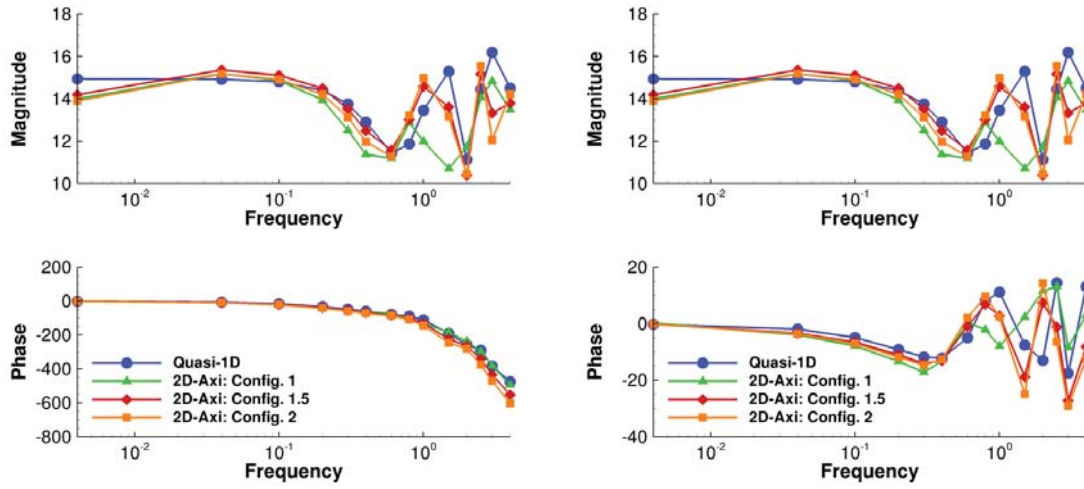 18
16
14
12
10
Magnitude
10⁻²
10⁻¹
10⁰
Frequency
18
16
14
12
10
Magnitude
10⁻²
10⁻¹
10⁰
Frequency
200
0
-200
-400
-600
-800
Phase
Quasi-1D
2D-Axi: Config. 1
2D-Axi: Config. 1.5
2D-Axi: Config. 2
10⁻²
10⁻¹
10⁰
Frequency
20
0
-20
-40
Phase
Quasi-1D
2D-Axi: Config. 1
2D-Axi: Config. 1.5
2D-Axi: Config. 2
10⁻²
10⁻¹
10⁰
Frequency